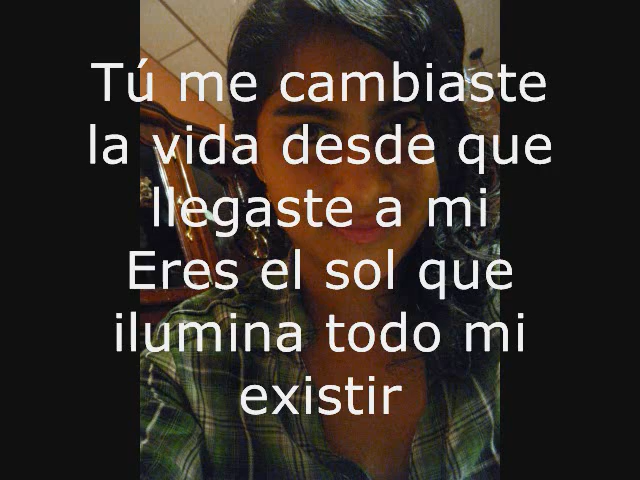 Tú me cambiaste
la vida desde que
llegaste a mi
Eres el sol que
ilumina todo mi
existir